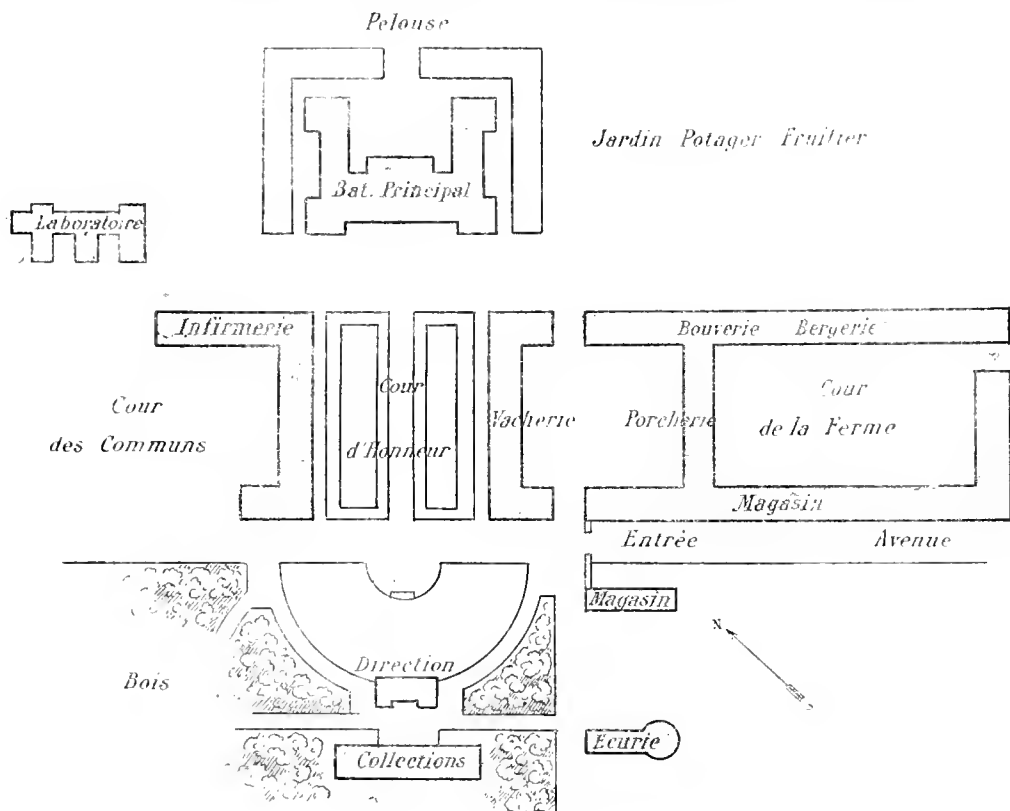 Pelouse
Jardin Potager Fruitier
Bat. Principal
Laboratoire
Infirmerie
Bouverie Bergerie
Cour
des Communs
Cour
d'Honneur
Vacherie
Porcherie
Cour
de la Ferme
Magasin
Entrée Avenue
Magasin
N
Direction
Bois
Ecurie
Collections